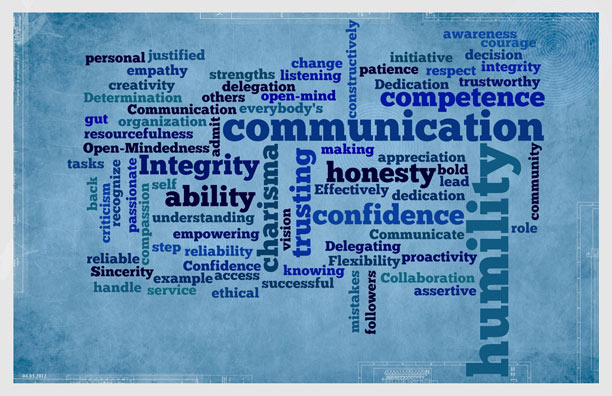 awareness
courage
personal justified
constructively
initiative decision
empathy
change
strengths listening
patience respect integrity
creativity
delegation
Dedication trustworthy
Determination others open-mind
competence
Communication everybody's
gut organization
admit
communication
resourcefulness
Open-Mindedness
making
appreciation
community
tasks
Integrity
charisma
trusting
honesty bold
lead
humility
back
criticism
recognize
passionate
compassion
self
ability
Effectively dedication
understanding
vision
confidence
empowering
Communicate
role
step reliability
Delegating
reliable
Confidence
Flexibility proactivity
Sincerity
example access
knowing
mistakes
followers
Collaboration
handle service
ethical
successful
assertive